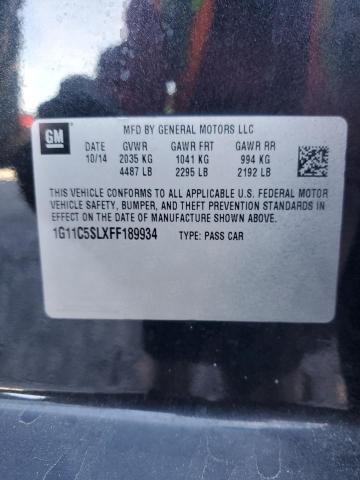 GM
MFD BY GENERAL MOTORS LLC
DATE GVWR GAWR FRT GAWR RR
10/14 2035 KG 1041 KG 994 KG
4487 LB 2295 LB 2192 LB
THIS VEHICLE CONFORMS TO ALL APPLICABLE U.S. FEDERAL MOTOR
VEHICLE SAFETY, BUMPER, AND THEFT PREVENTION STANDARDS
IN EFFECT ON THE DATE OF MANUFACTURE SHOWN ABOVE.
1G11C5SLXFF189934 TYPE: PASS CAR